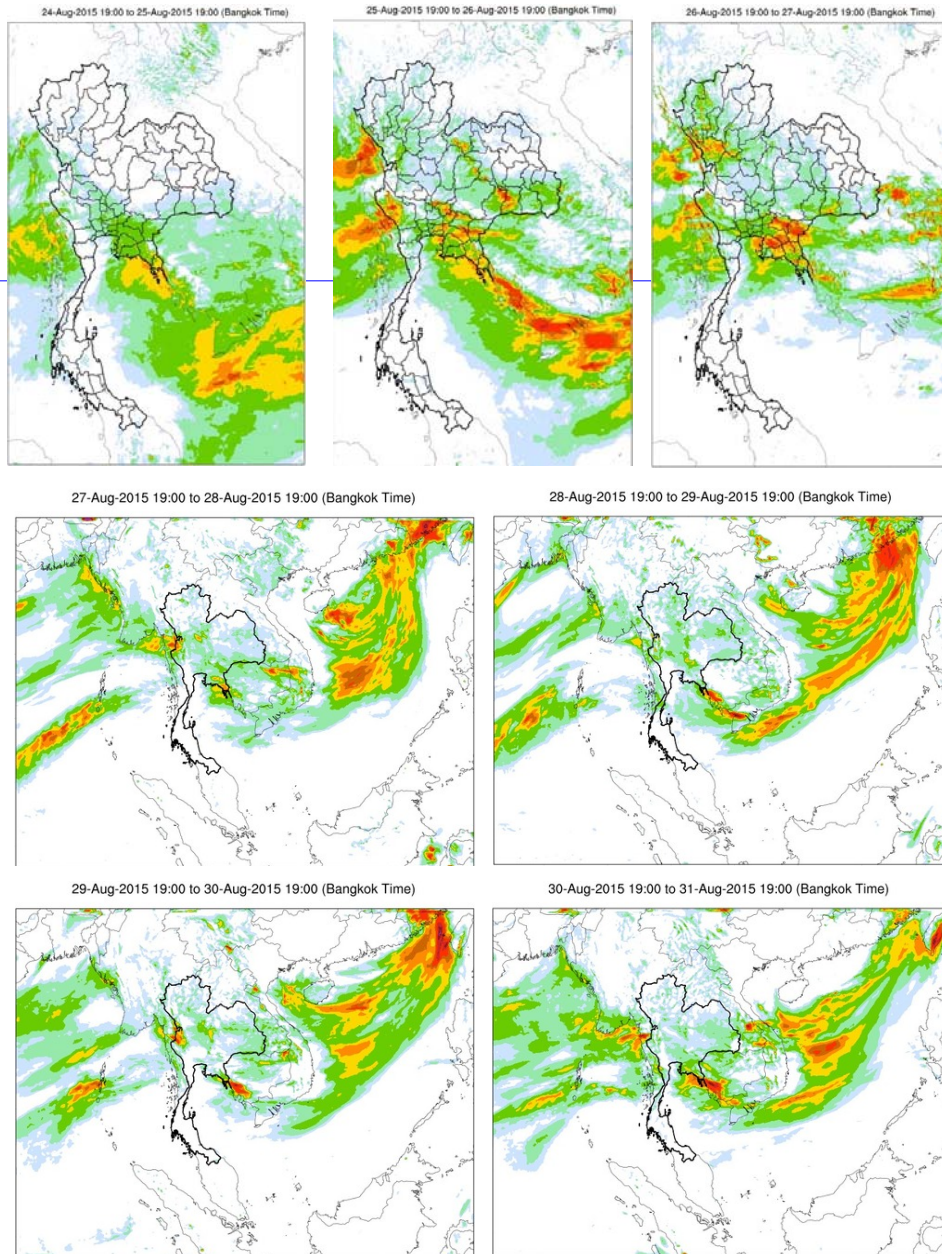 24-Aug-2015 19:00 to 25-Aug-2015 19:00 (Bangkok Time)
25-Aug-2015 19:00 to 26-Aug-2015 19:00 (Bangkok Time)
26-Aug-2015 19:00 to 27-Aug-2015 19:00 (Bangkok Time)
27-Aug-2015 19:00 to 28-Aug-2015 19:00 (Bangkok Time)
28-Aug-2015 19:00 to 29-Aug-2015 19:00 (Bangkok Time)
29-Aug-2015 19:00 to 30-Aug-2015 19:00 (Bangkok Time)
30-Aug-2015 19:00 to 31-Aug-2015 19:00 (Bangkok Time)